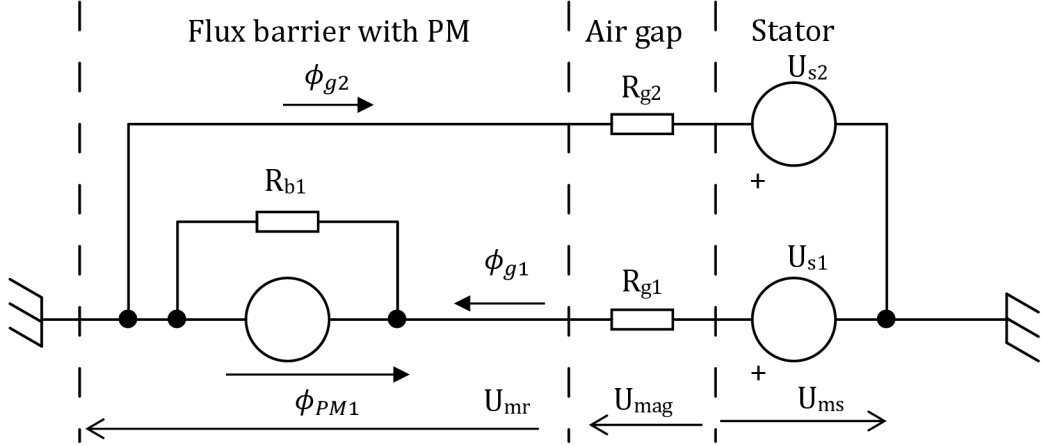 Flux barrier with PM
Air gap
Stator
ϕg2
Rg2
Us2
+
Rb1
ϕg1
Rg1
Us1
+
ϕPM1
Umr
Umag
Ums